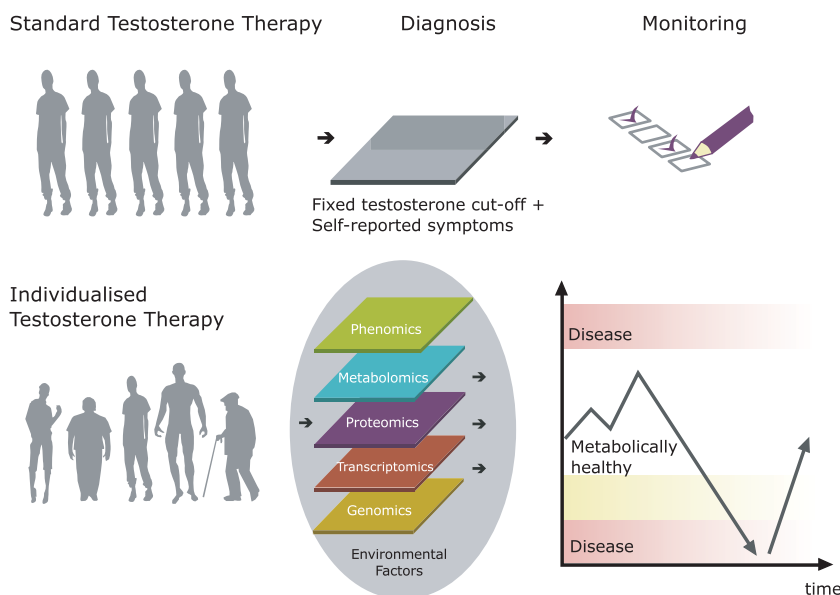 Standard Testosterone Therapy
Diagnosis
Monitoring
Fixed testosterone cut-off +
Self-reported symptoms
Individualised
Testosterone Therapy
Phenomics
Metabolomics
Proteomics
Transcriptomics
Genomics
Environmental
Factors
Disease
Metabolically
healthy
Disease
time